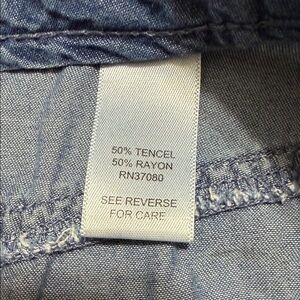 50% TENCEL
50% RAYON
RN37080
SEE REVERSE
FOR CARE